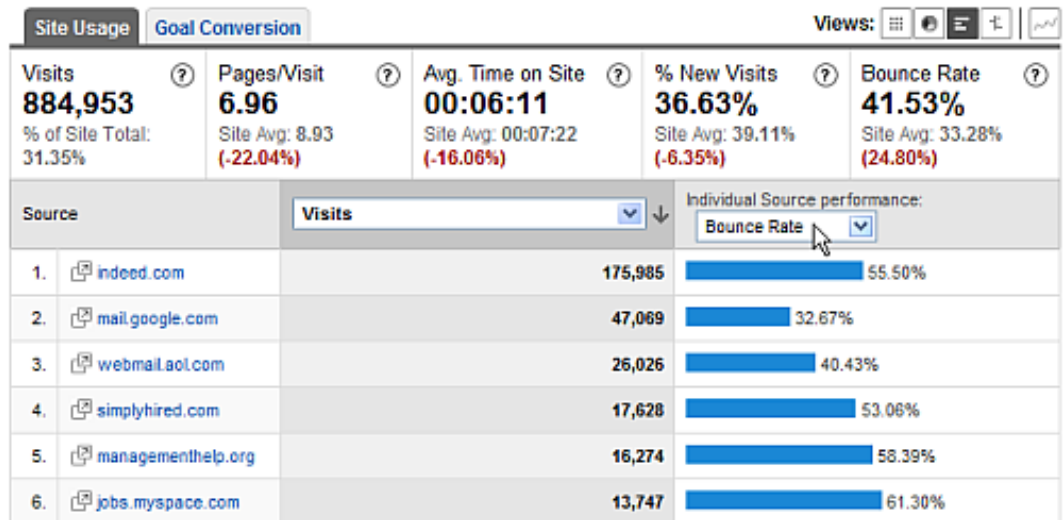 Site Usage Goal Conversion Views:
Visits Pages/Visit Avg. Time on Site % New Visits Bounce Rate
884,953 6.96 00:06:11 36.63% 41.53%
% of Site Total: Site Avg: 8.93 Site Avg: 00:07:22 Site Avg: 39.11% Site Avg: 33.28%
31.35% (-22.04%) (-16.06%) (-6.35%) (24.80%)
Individual Source performance:
Source Visits Bounce Rate
1. indeed.com 175,985 55.50%
2. mail.google.com 47,069 32.67%
3. webmail.aol.com 26,026 40.43%
4. simplyhired.com 17,628 53.06%
5. managementhelp.org 16,274 58.39%
6. jobs.myspace.com 13,747 61.30%